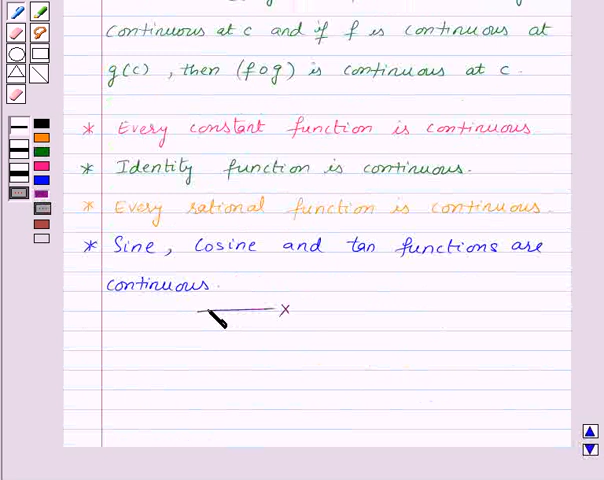 continuous at c and if f is continuous at
g(c), then (fog) is continuous at c.
* Every constant function is continuous
* Identity function is continuous.
* Every rational function is continuous.
* Sine, Cosine and tan functions are
continuous.
x